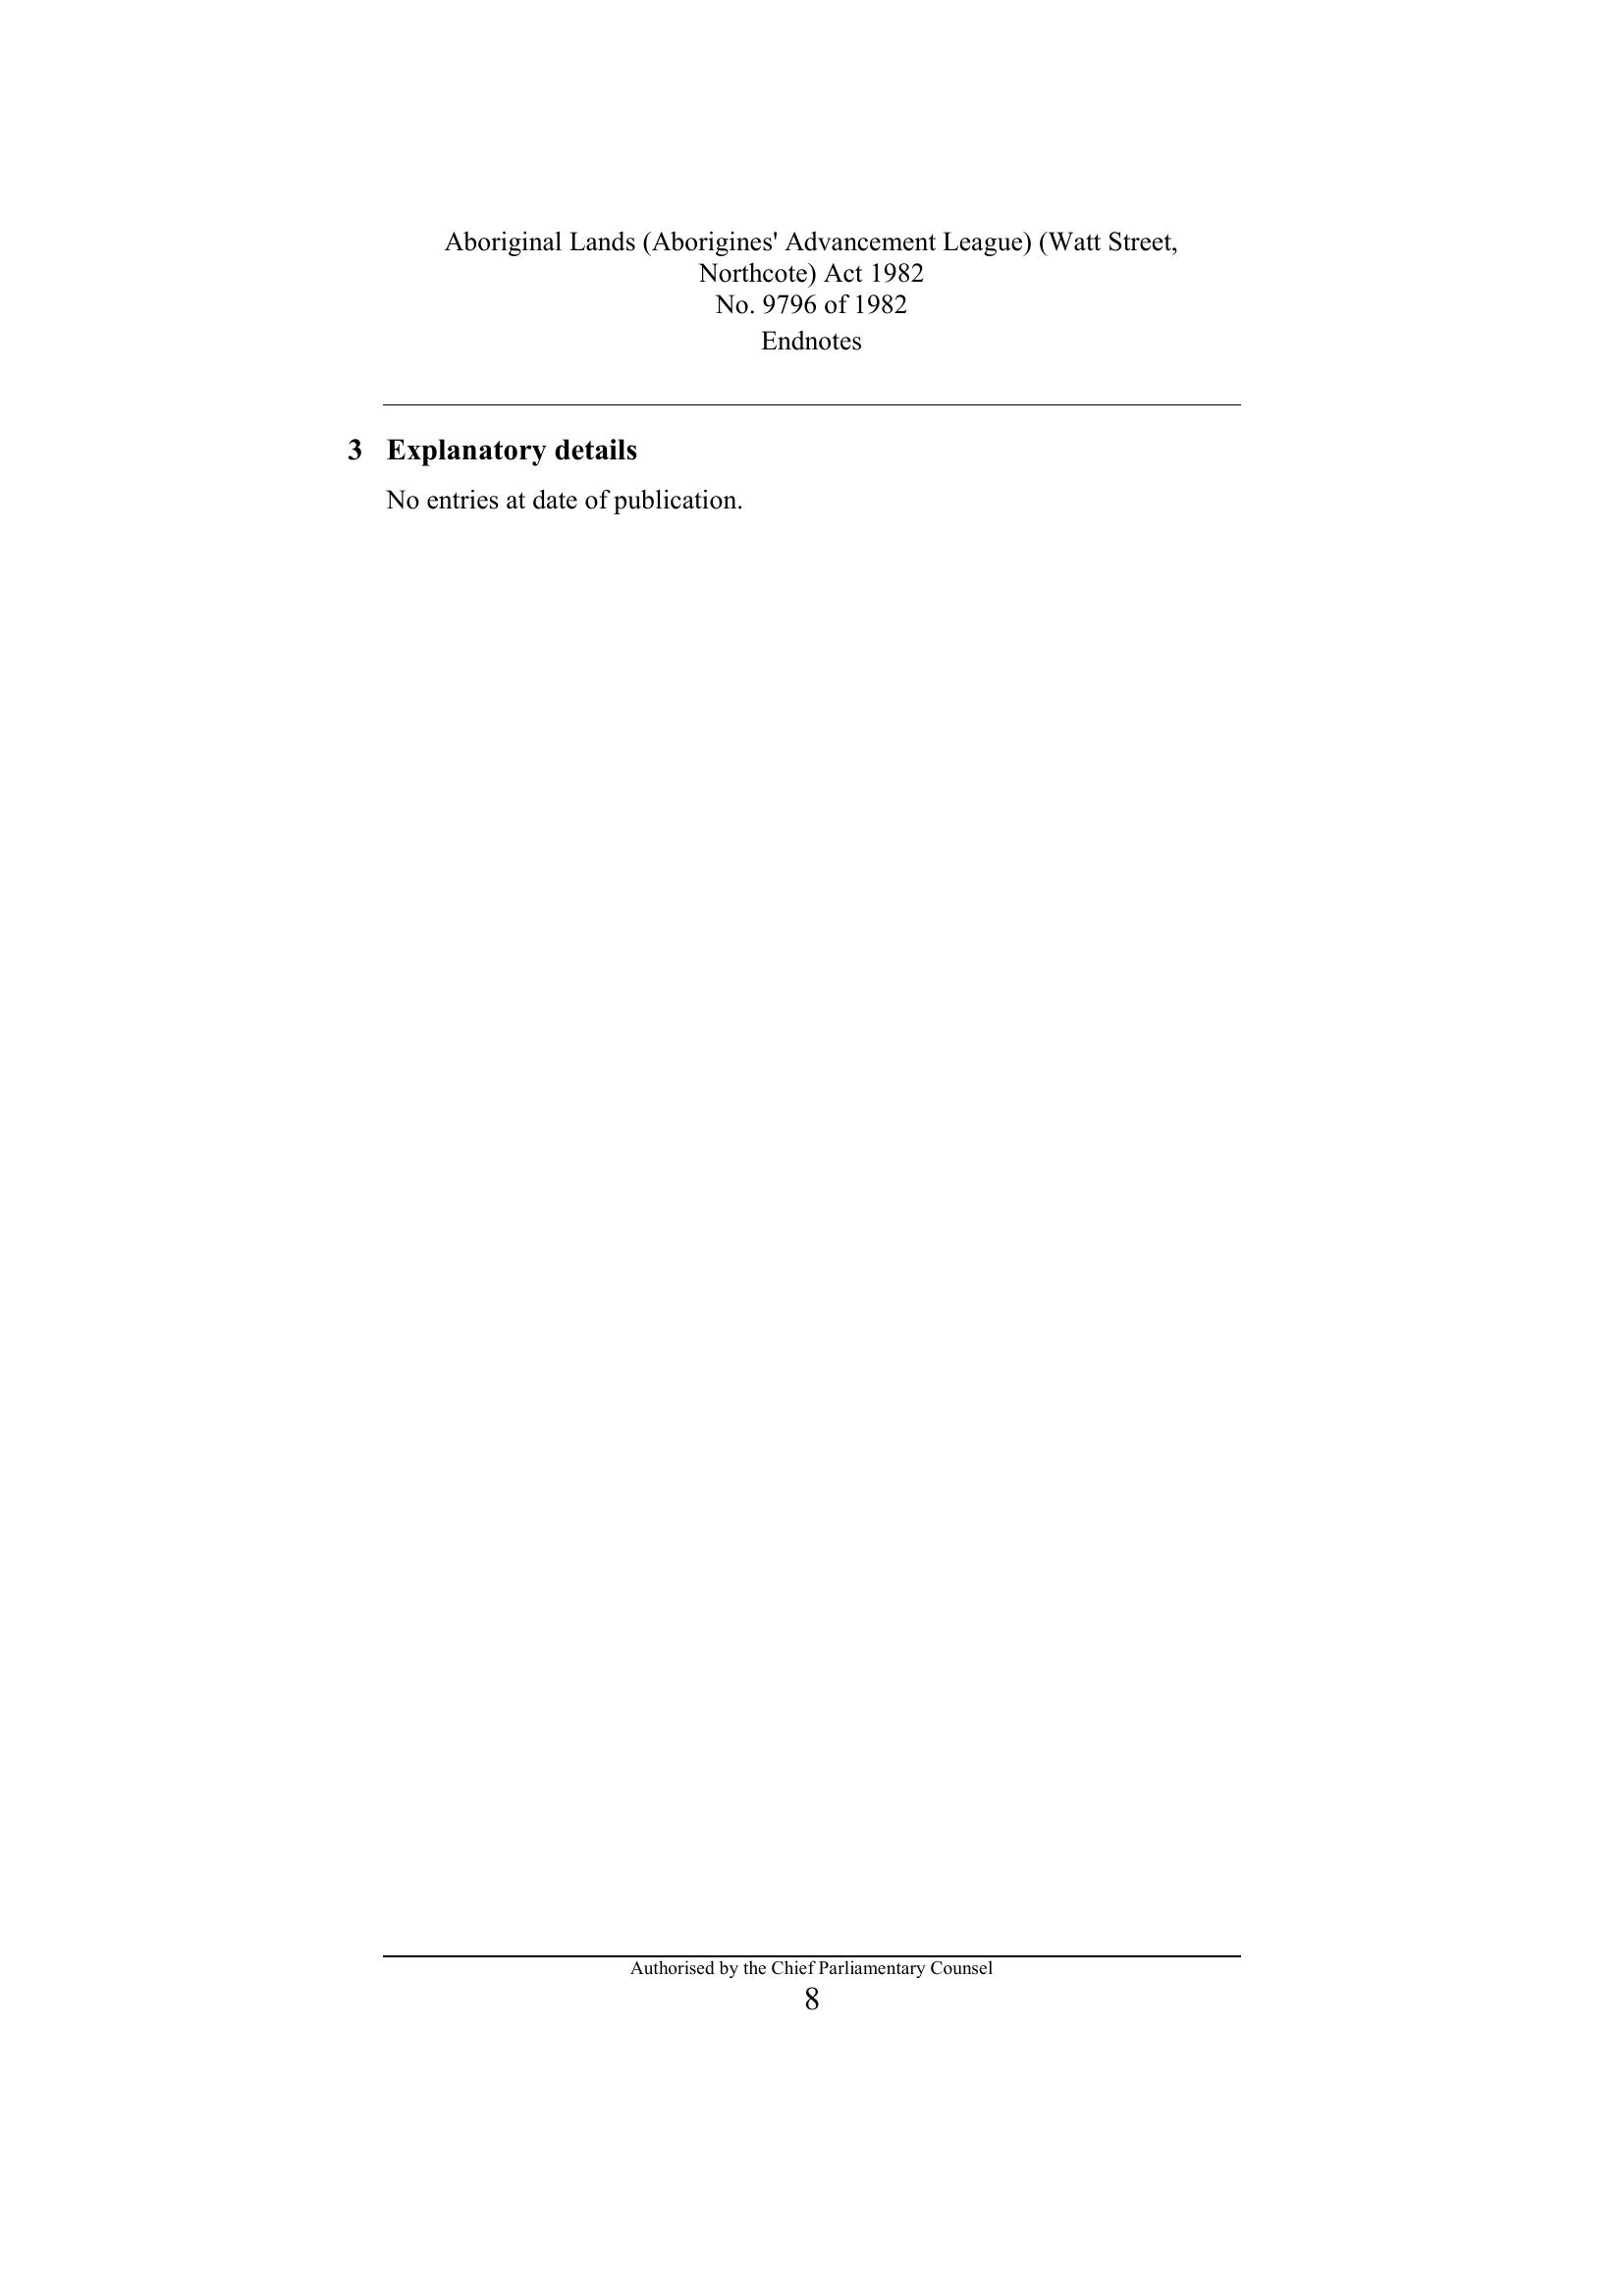 Aboriginal Lands (Aborigines' Advancement League) (Watt Street,
Northcote) Act 1982
No. 9796 of 1982
Endnotes
3 Explanatory details
No entries at date of publication.
Authorised by the Chief Parliamentary Counsel
8